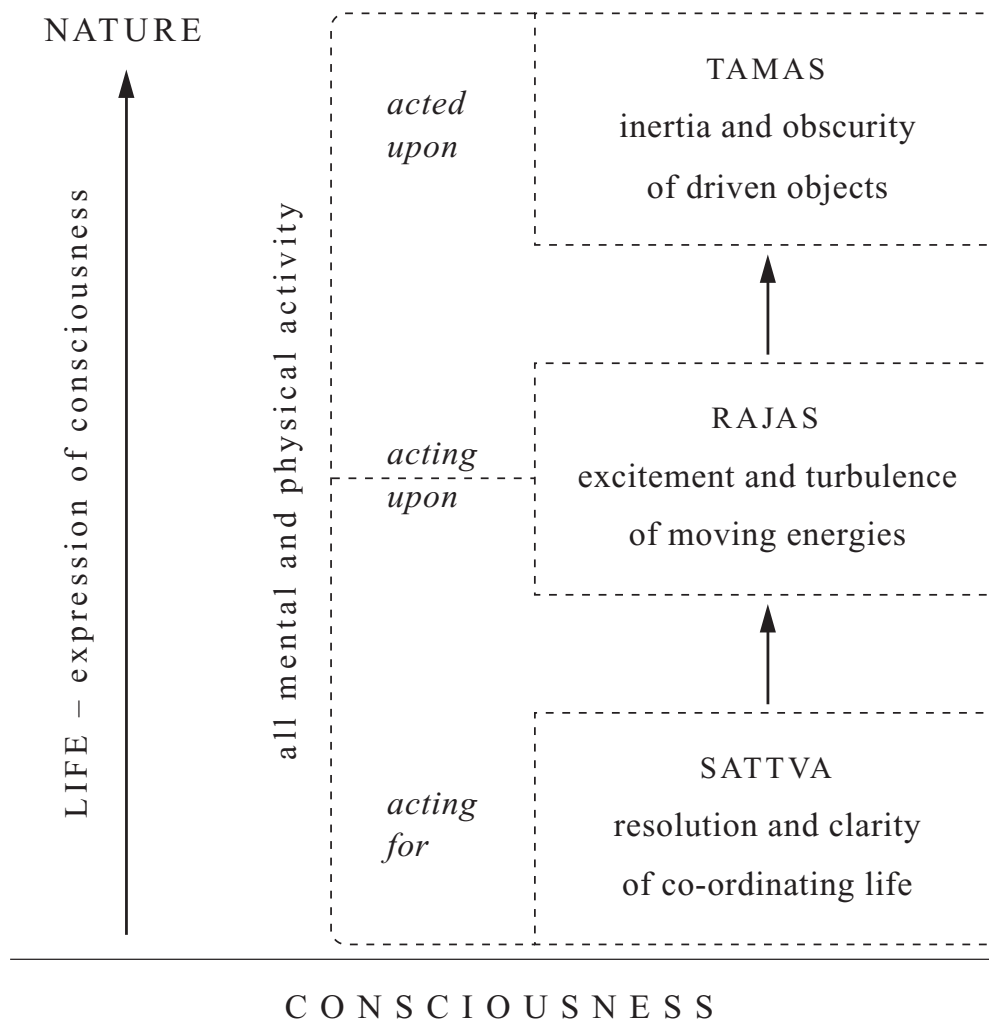 NATURE
LIFE – expression of consciousness
all mental and physical activity
acted
upon
TAMAS
inertia and obscurity
of driven objects
acting
upon
RAJAS
excitement and turbulence
of moving energies
acting
for
SATTVA
resolution and clarity
of co-ordinating life
CONSCIOUSNESS